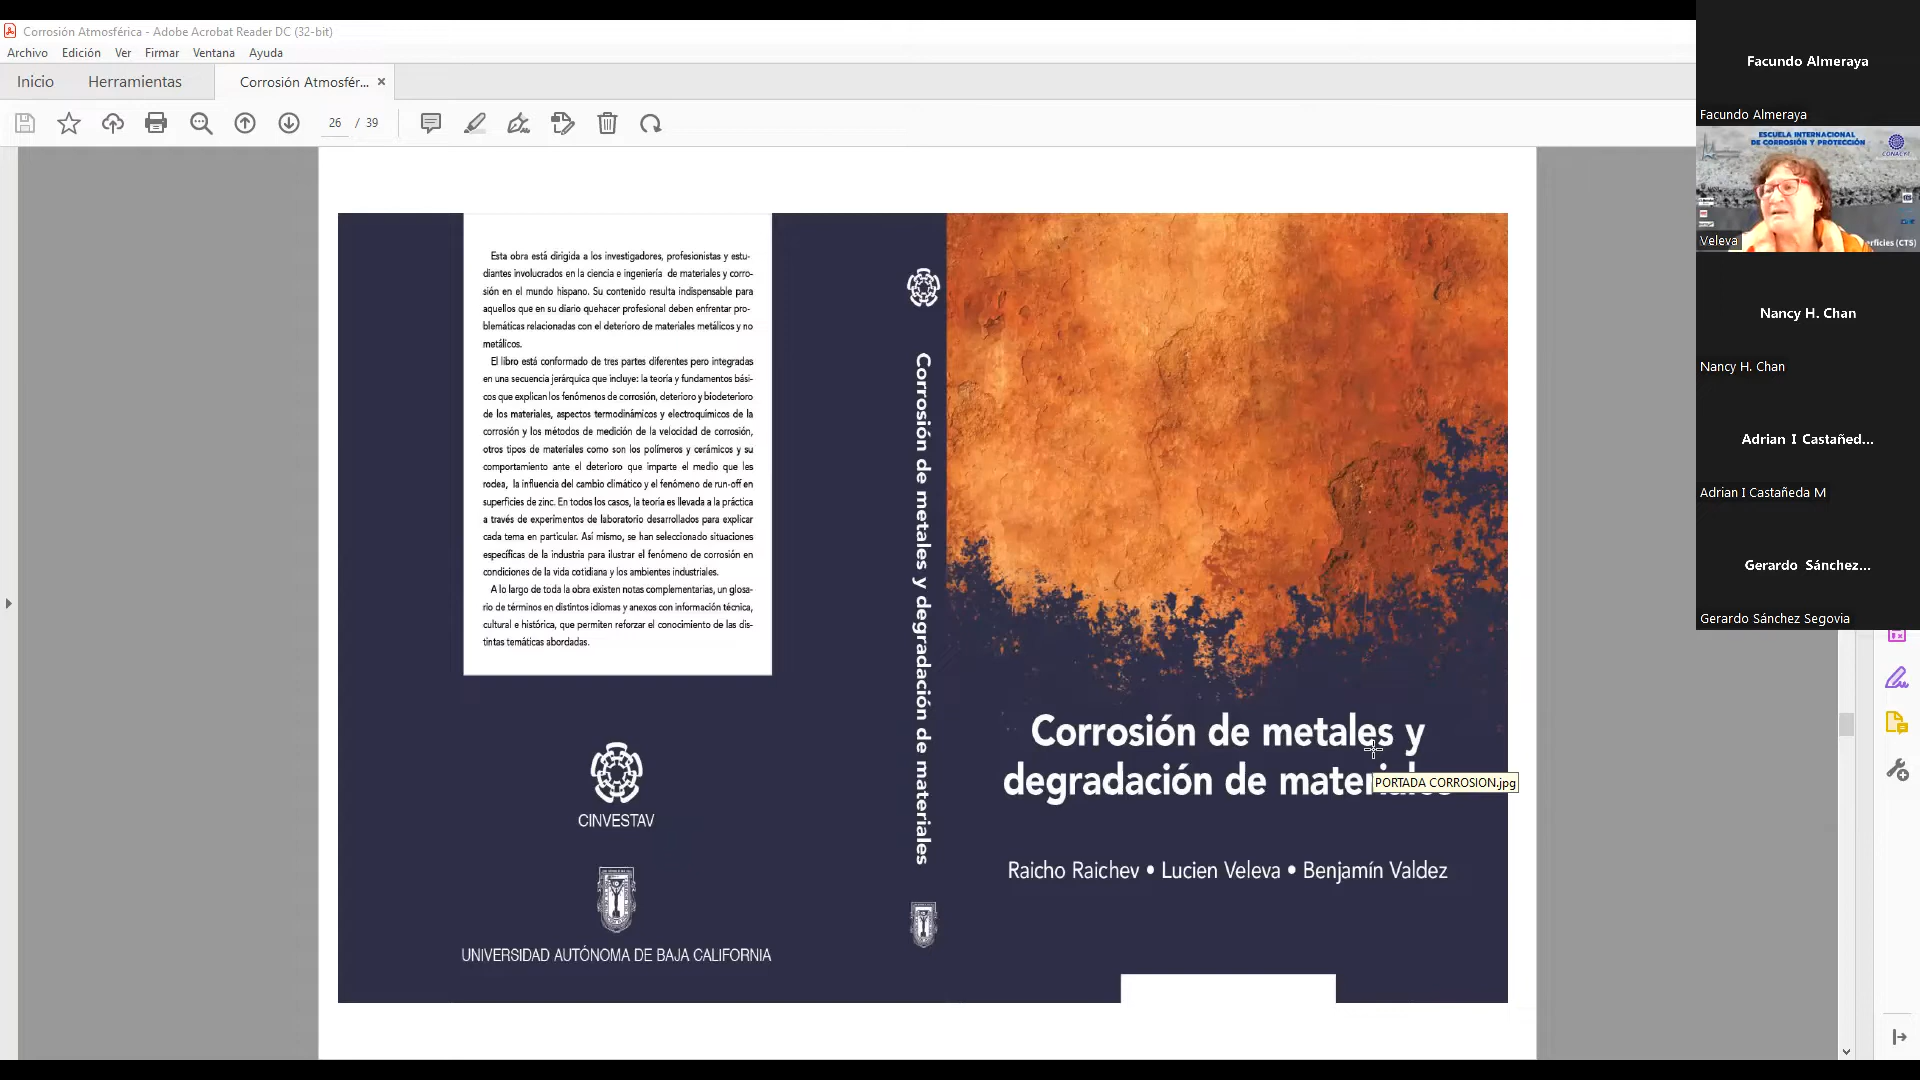 Corrosión Atmosférica - Adobe Acrobat Reader DC (32-bit)
Archivo Edición Ver Firmar Ventana Ayuda
Inicio Herramientas Corrosión Atmosfér... ×
26 / 39
Esta obra está dirigida a los investigadores, profesionistas y estu-
diantes involucrados en la ciencia e ingeniería de materiales y corro-
sión en el mundo hispano. Su contenido resulta indispensable para
aquellos que en su diario quehacer profesional deben enfrentar pro-
blemáticas relacionadas con el deterioro de materiales metálicos y no
metálicos.
El libro está conformado de tres partes diferentes pero integradas
en una secuencia jerárquica que incluye: la teoría y fundamentos bási-
cos que explican los fenómenos de corrosión, deterioro y biodeterioro
de los materiales, aspectos termodinámicos y electroquímicos de la
corrosión y los métodos de medición de la velocidad de corrosión,
otros tipos de materiales como son los polímeros y cerámicos y su
comportamiento ante el deterioro que imparte el medio que les
rodea, la influencia del cambio climático y el fenómeno de run-off en
superficies de zinc. En todos los casos, la teoría es llevada a la práctica
a través de experimentos de laboratorio desarrollados para explicar
cada tema en particular. Así mismo, se han seleccionado situaciones
específicas de la industria para ilustrar el fenómeno de corrosión en
condiciones de la vida cotidiana y los ambientes industriales.
A lo largo de toda la obra existen notas complementarias, un glosa-
rio de términos en distintos idiomas y anexos con información técnica,
cultural e histórica, que permiten reforzar el conocimiento de las dis-
tintas temáticas abordadas.
CINVESTAV
UNIVERSIDAD AUTÓNOMA DE BAJA CALIFORNIA
Corrosión de metales y degradación de materiales
Corrosión de metales y
degradación de materiales
PORTADA CORROSION.jpg
Raicho Raichev • Lucien Veleva • Benjamín Valdez
Facundo Almeraya
Facundo Almeraya
ESCUELA INTERNACIONAL
DE CORROSIÓN Y PROTECCIÓN
CONACYT
Veleva
erficies (CTS)
Nancy H. Chan
Nancy H. Chan
Adrian I Castañed...
Adrian I Castañeda M
Gerardo Sánchez...
Gerardo Sánchez Segovia